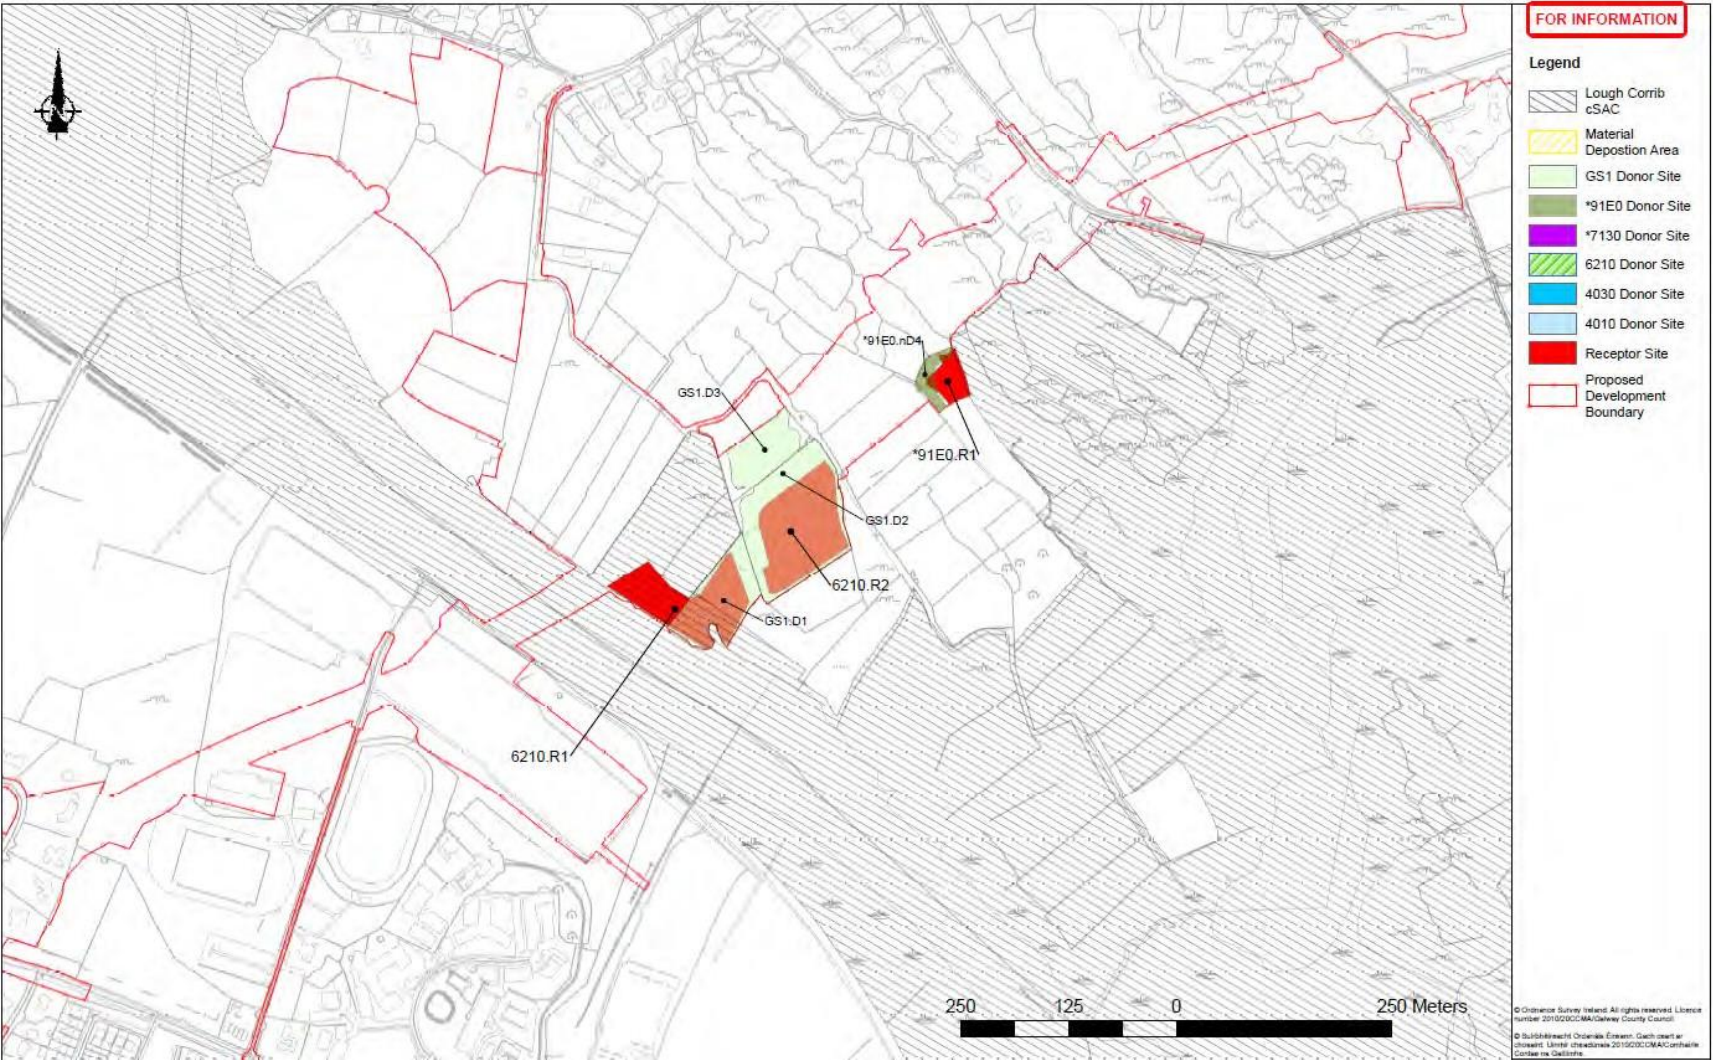 FOR INFORMATION
Legend
Lough Corrib
cSAC
Material
Depostion Area
GS1 Donor Site
*91E0 Donor Site
*7130 Donor Site
6210 Donor Site
4030 Donor Site
4010 Donor Site
Receptor Site
Proposed
Development
Boundary
*91E0.nD4
GS1.D3
*91E0.R1
GS1.D2
6210.R2
GS1.D1
6210.R1
250 125 0 250 Meters
© Ordnance Survey Ireland. All rights reserved. Licence
number 2010/20CCMA/Galway County Council.